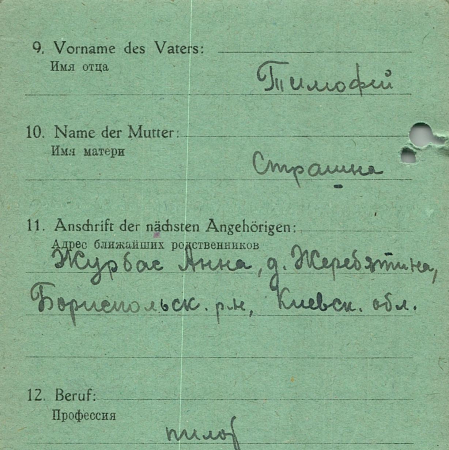 9. Vorname des Vaters:
Имя отца
Тимофей
10. Name der Mutter:
Имя матери
Страшна
11. Anschrift der nächsten Angehörigen:
Адрес ближайших родственников
Журбас Анна, д. Жеребятина,
Бориспольск. р-н, Киевск. обл.
12. Beruf:
Профессия